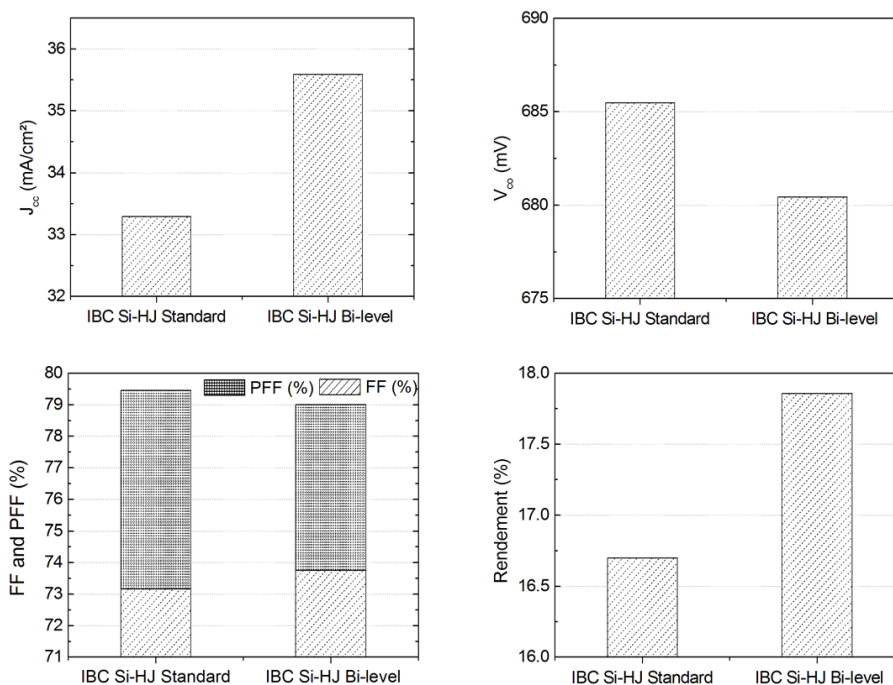 36
35
34
33
32
J_cc (mA/cm²)
IBC Si-HJ Standard
IBC Si-HJ Bi-level
690
685
680
675
V_co (mV)
IBC Si-HJ Standard
IBC Si-HJ Bi-level
80
79
78
77
76
75
74
73
72
71
FF and PFF (%)
PFF (%) FF (%)
IBC Si-HJ Standard
IBC Si-HJ Bi-level
18.0
17.5
17.0
16.5
16.0
Rendement (%)
IBC Si-HJ Standard
IBC Si-HJ Bi-level